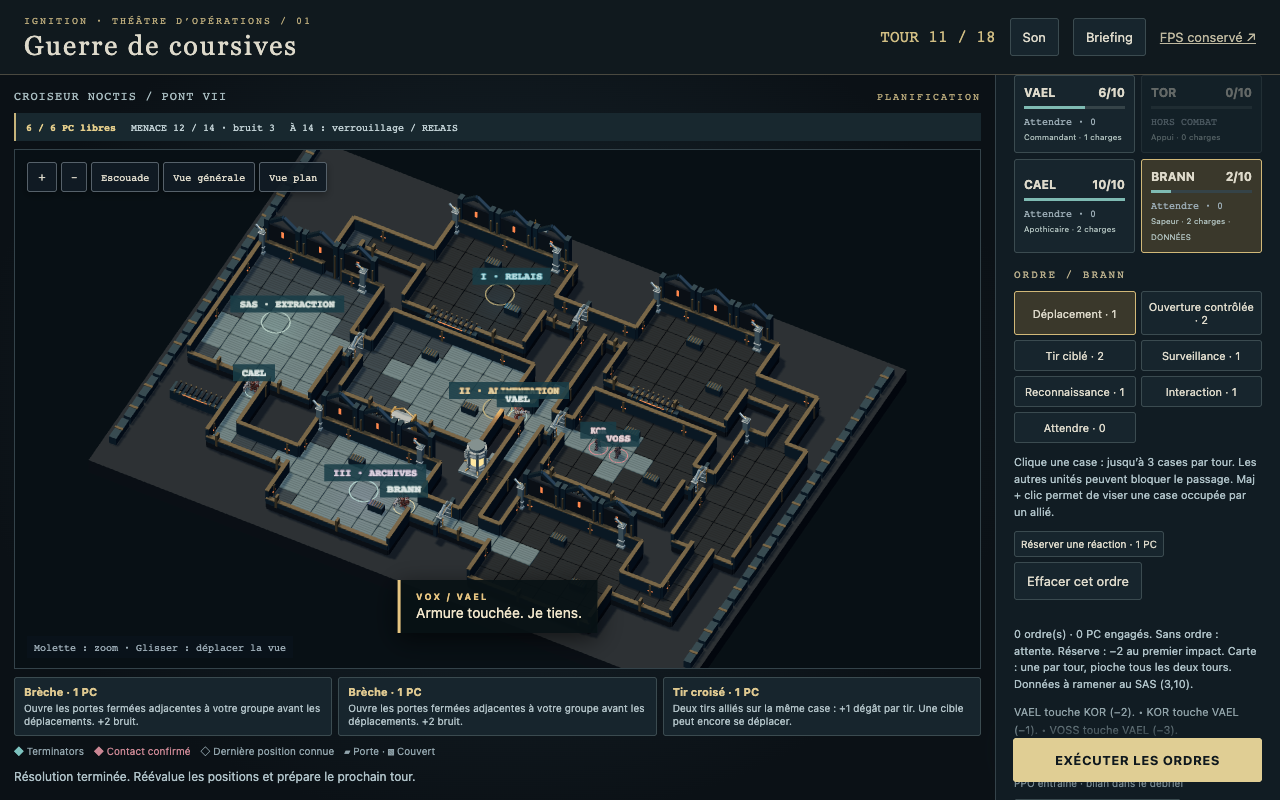 IGNITION · THÉÂTRE D'OPÉRATIONS / 01
Guerre de coursives
TOUR 11 / 18
Son
Briefing
FPS conservé ↗
CROISEUR NOCTIS / PONT VII
PLANIFICATION
6 / 6 PC libres MENACE 12 / 14 · bruit 3 À 14 : verrouillage / RELAIS
+
−
Escouade
Vue générale
Vue plan
I · RELAIS
SAS · EXTRACTION
CAEL
VAEL
VOSS
III · ARCHIVES
BRANN
VOX / VAEL
Armure touchée. Je tiens.
Molette : zoom · Glisser : déplacer la vue
Brèche · 1 PC
Ouvre les portes fermées adjacentes à votre groupe avant les
déplacements. +2 bruit.
Brèche · 1 PC
Ouvre les portes fermées adjacentes à votre groupe avant les
déplacements. +2 bruit.
Tir croisé · 1 PC
Deux tirs alliés sur la même case : +1 dégât par tir. Une cible
peut encore se déplacer.
Terminators
Contact confirmé
Dernière position connue
Porte · Couvert
Résolution terminée. Réévalue les positions et prépare le prochain tour.
VAEL 6/10
Attendre · 0
Commandant · 1 charges
TOR 0/10
HORS COMBAT
Appui · 0 charges
CAEL 10/10
Attendre · 0
Apothicaire · 2 charges
BRANN 2/10
Attendre · 0
Sapeur · 2 charges ·
DONNÉES
ORDRE / BRANN
Déplacement · 1
Ouverture contrôlée
· 2
Tir ciblé · 2
Surveillance · 1
Reconnaissance · 1
Interaction · 1
Attendre · 0
Clique une case : jusqu'à 3 cases par tour. Les
autres unités peuvent bloquer le passage. Maj
+ clic permet de viser une case occupée par
un allié.
Réserver une réaction · 1 PC
Effacer cet ordre
0 ordre(s) · 0 PC engagés. Sans ordre :
attente. Réserve : −2 au premier impact. Carte
: une par tour, pioche tous les deux tours.
Données à ramener au SAS (3,10).
VAEL touche KOR (−2). · KOR touche VAEL
(−1). · VOSS touche VAEL (−3).
EXÉCUTER LES ORDRES